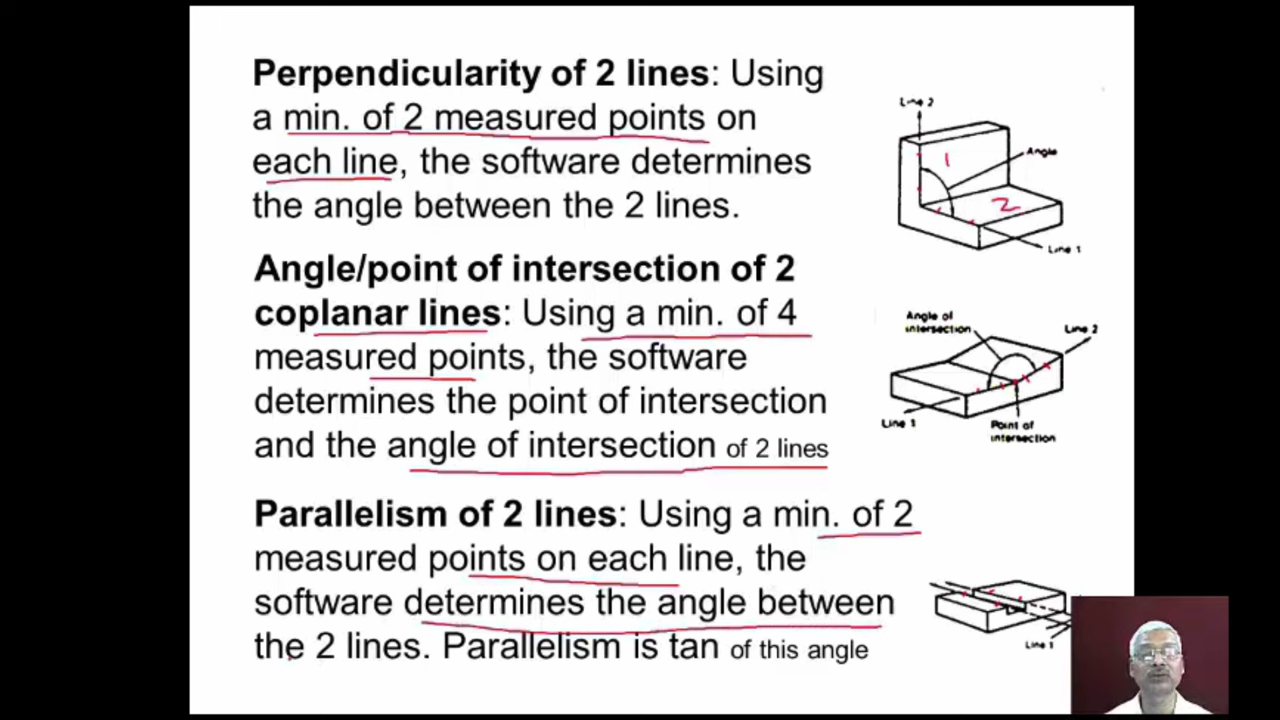 Perpendicularity of 2 lines: Using
a min. of 2 measured points on
each line, the software determines
the angle between the 2 lines.
Line 2
1
Angle
2
Line 1
Angle/point of intersection of 2
coplanar lines: Using a min. of 4
measured points, the software
determines the point of intersection
and the angle of intersection of 2 lines
Angle of
intersection
Line 2
Line 1
Point of
intersection
Parallelism of 2 lines: Using a min. of 2
measured points on each line, the
software determines the angle between
the 2 lines. Parallelism is tan of this angle
Line 1